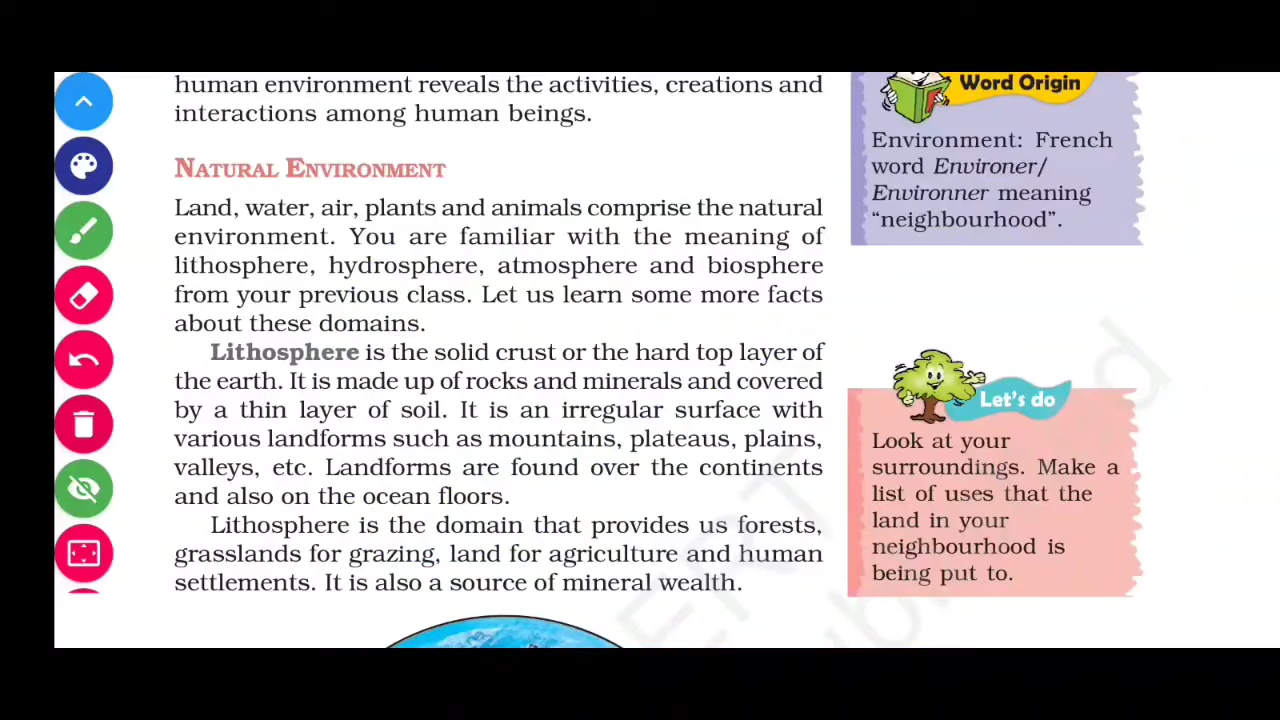 human environment reveals the activities, creations and
interactions among human beings.
NATURAL ENVIRONMENT
Land, water, air, plants and animals comprise the natural
environment. You are familiar with the meaning of
lithosphere, hydrosphere, atmosphere and biosphere
from your previous class. Let us learn some more facts
about these domains.
Lithosphere is the solid crust or the hard top layer of
the earth. It is made up of rocks and minerals and covered
by a thin layer of soil. It is an irregular surface with
various landforms such as mountains, plateaus, plains,
valleys, etc. Landforms are found over the continents
and also on the ocean floors.
Lithosphere is the domain that provides us forests,
grasslands for grazing, land for agriculture and human
settlements. It is also a source of mineral wealth.
Word Origin
Environment: French
word Environer/
Environner meaning
“neighbourhood”.
Let's do
Look at your
surroundings. Make a
list of uses that the
land in your
neighbourhood is
being put to.